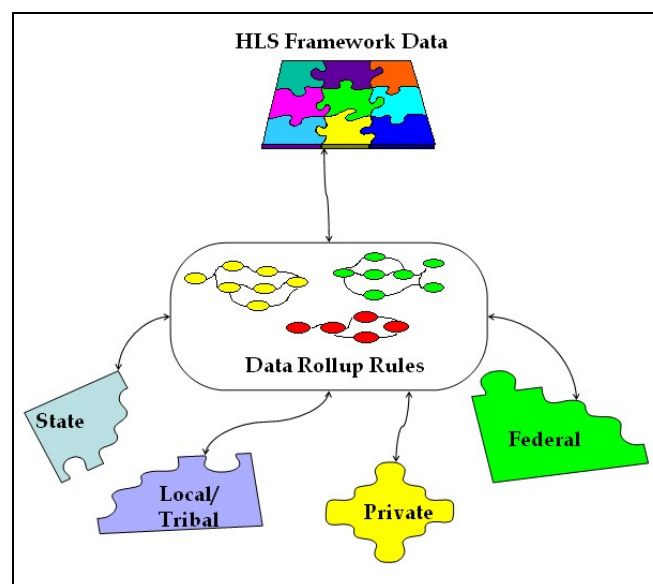 HLS Framework Data
Data Rollup Rules
State
Local/
Tribal
Private
Federal